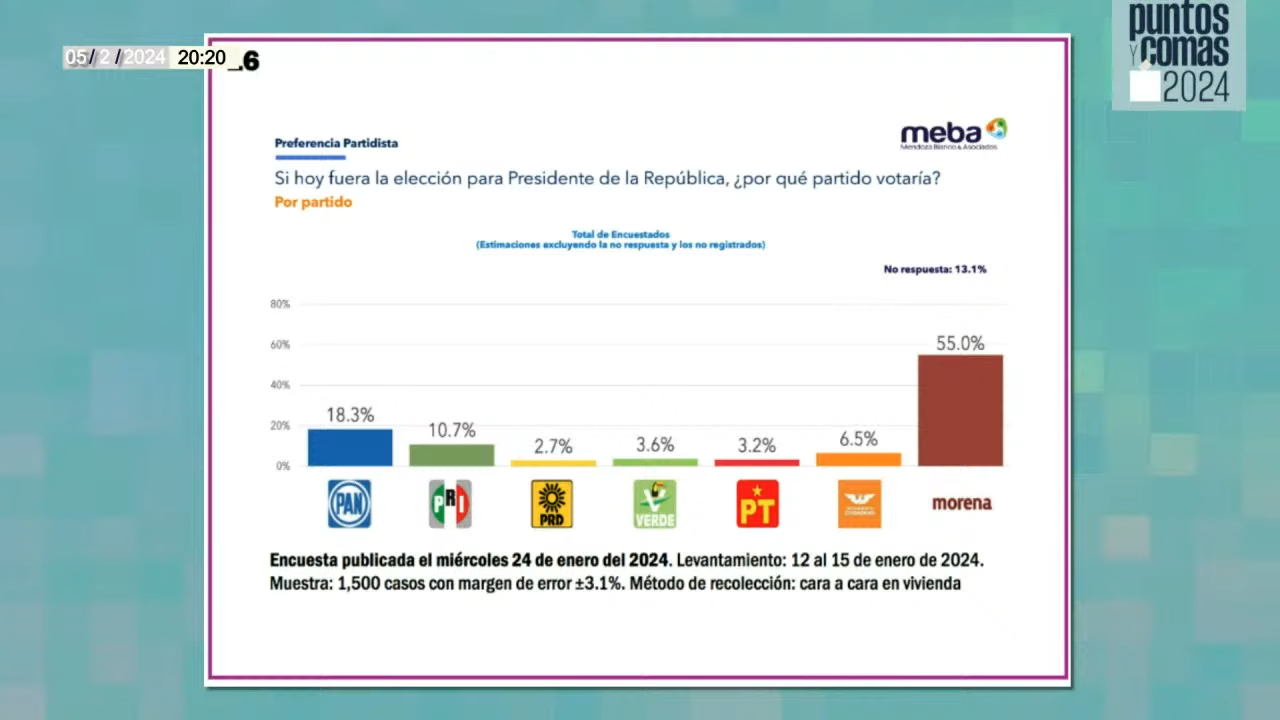 puntos
Y comas
2024
05/ 2 /2024 20:20
_.6
Preferencia Partidista
meba
Mendoza Blanco & Asociados
Si hoy fuera la elección para Presidente de la República, ¿por qué partido votaría?
Por partido
Total de Encuestados
(Estimaciones excluyendo la no respuesta y los no registrados)
No respuesta: 13.1%
80%
60%
40%
20%
0%
18.3%
10.7%
2.7%
3.6%
3.2%
6.5%
55.0%
PAN
PRI
PRD
VERDE
PT
morena
Encuesta publicada el miércoles 24 de enero del 2024. Levantamiento: 12 al 15 de enero de 2024.
Muestra: 1,500 casos con margen de error ±3.1%. Método de recolección: cara a cara en vivienda